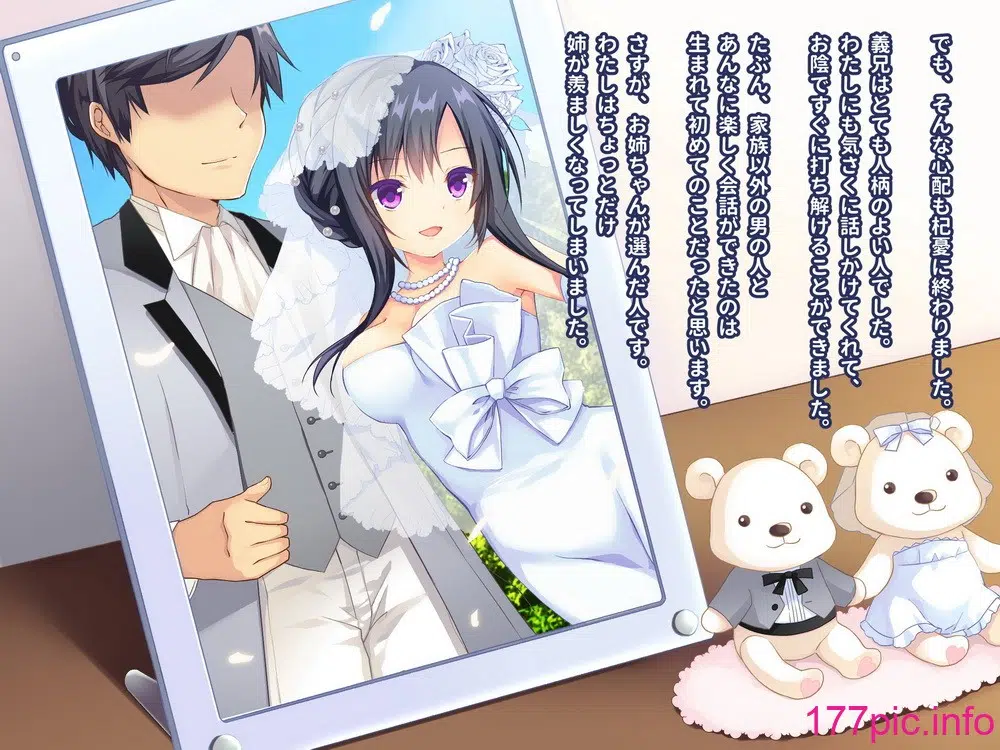 でも、そんな心配も杞憂に終わりました。
義兄はとても人柄のよい人でした。
わたしにも気さくに話しかけてくれて、
お陰ですぐに打ち解けることができました。
たぶん、家族以外の男の人と
あんなに楽しく会話ができたのは
生まれて初めてのことだったと思います。
さすが、お姉ちゃんが選んだ人です。
わたしはちょっとだけ
姉が羨ましくなってしまいました。
177pic.info